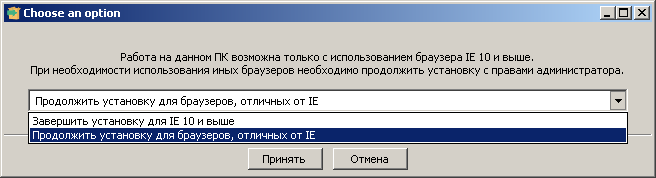 Choose an option
Работа на данном ПК возможна только с использованием браузера IE 10 и выше.
При необходимости использования иных браузеров необходимо продолжить установку с правами администратора.
Продолжить установку для браузеров, отличных от IE
Завершить установку для IE 10 и выше
Продолжить установку для браузеров, отличных от IE
Принять Отмена